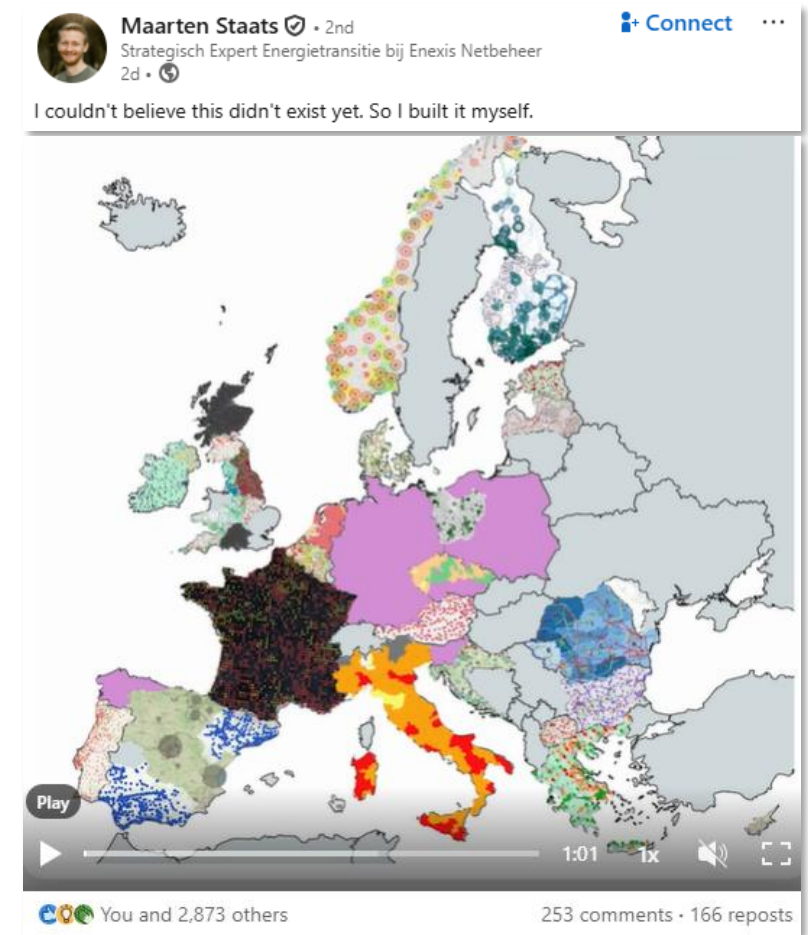 Maarten Staats • 2nd
Connect
Strategisch Expert Energietransitie bij Enexis Netbeheer
2d •
I couldn't believe this didn't exist yet. So I built it myself.
Play
1:01
1x
You and 2,873 others
253 comments • 166 reposts